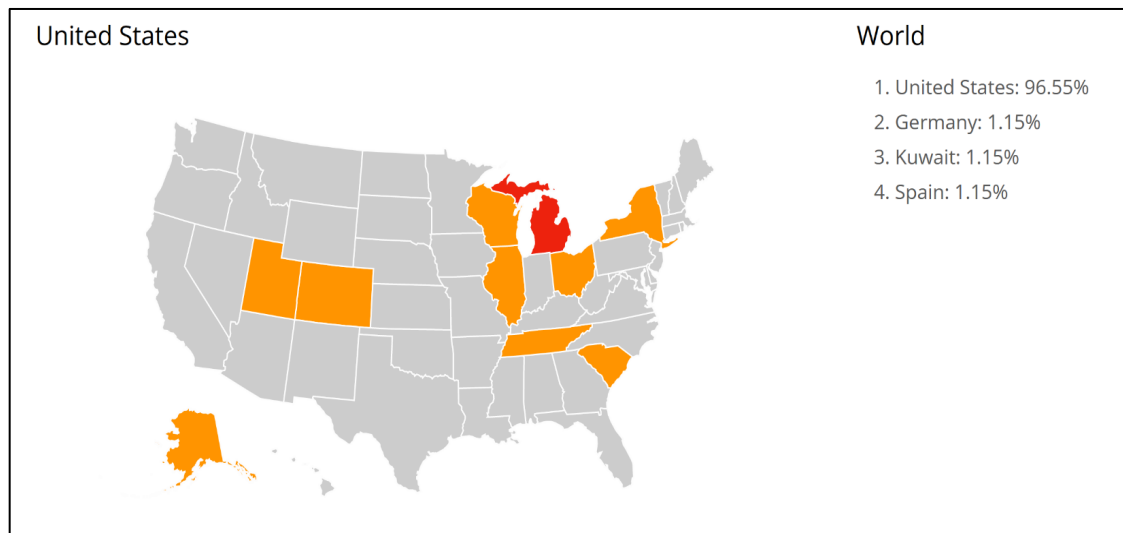 United States
World
1. United States: 96.55%
2. Germany: 1.15%
3. Kuwait: 1.15%
4. Spain: 1.15%